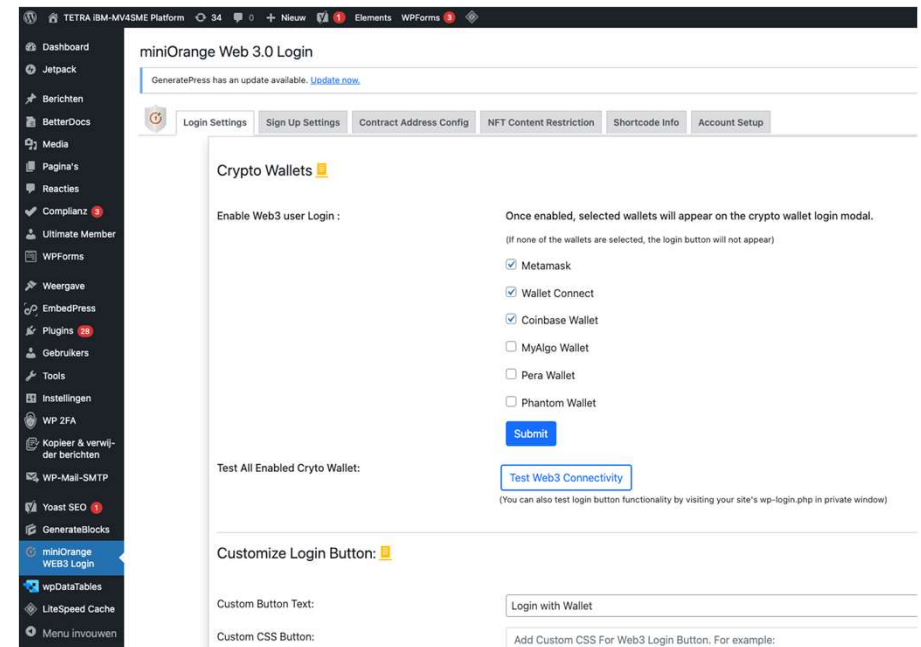 TETRA iBM-MV4SME Platform 34 0 + Nieuw 1 Elements WPForms 3
Dashboard
Jetpack
Berichten
BetterDocs
Media
Pagina's
Reacties
Complianz 3
Ultimate Member
WPForms
Weergave
EmbedPress
Plugins 28
Gebruikers
Tools
Instellingen
WP 2FA
Kopieer & verwij-
der berichten
WP-Mail-SMTP
Yoast SEO 1
GenerateBlocks
miniOrange
WEB3 Login
wpDataTables
LiteSpeed Cache
Menu invouwen
miniOrange Web 3.0 Login
GeneratePress has an update available. Update now.
Login Settings Sign Up Settings Contract Address Config NFT Content Restriction Shortcode Info Account Setup
Crypto Wallets
Enable Web3 user Login :
Once enabled, selected wallets will appear on the crypto wallet login modal.
(If none of the wallets are selected, the login button will not appear)
Metamask
Wallet Connect
Coinbase Wallet
MyAlgo Wallet
Pera Wallet
Phantom Wallet
Submit
Test All Enabled Cryto Wallet:
Test Web3 Connectivity
(You can also test login button functionality by visiting your site's wp-login.php in private window)
Customize Login Button:
Custom Button Text:
Login with Wallet
Custom CSS Button:
Add Custom CSS For Web3 Login Button. For example: